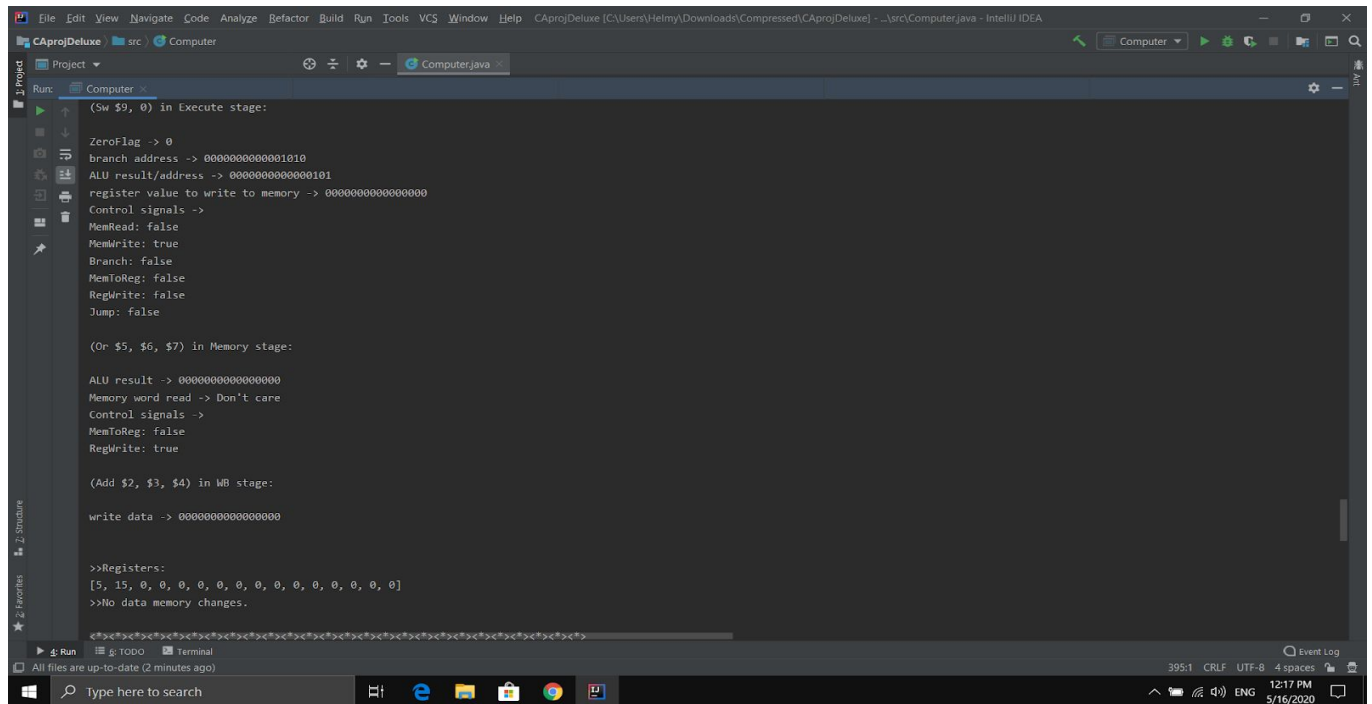 File Edit View Navigate Code Analyze Refactor Build Run Tools VCS Window Help CAprojDeluxe [C:\Users\Helmy\Downloads\Compressed\CAprojDeluxe] - ...\src\Computer.java - IntelliJ IDEA
CAprojDeluxe src Computer
Computer
1: Project
Project
Computer.java
Ant
Run: Computer
(Sw $9, 0) in Execute stage:
ZeroFlag -> 0
branch address -> 0000000000001010
ALU result/address -> 0000000000000101
register value to write to memory -> 0000000000000000
Control signals ->
MemRead: false
MemWrite: true
Branch: false
MemToReg: false
RegWrite: false
Jump: false
(Or $5, $6, $7) in Memory stage:
ALU result -> 0000000000000000
Memory word read -> Don't care
Control signals ->
MemToReg: false
RegWrite: true
(Add $2, $3, $4) in WB stage:
write data -> 0000000000000000
>>Registers:
[5, 15, 0, 0, 0, 0, 0, 0, 0, 0, 0, 0, 0, 0, 0, 0]
>>No data memory changes.
<*><*><*><*><*><*><*><*><*><*><*><*><*><*><*><*><*><*><*><*><*><*><*><*><*><*>
7: Structure
2: Favorites
4: Run 6: TODO Terminal
Event Log
All files are up-to-date (2 minutes ago)
395:1 CRLF UTF-8 4 spaces
Type here to search
ENG
12:17 PM
5/16/2020